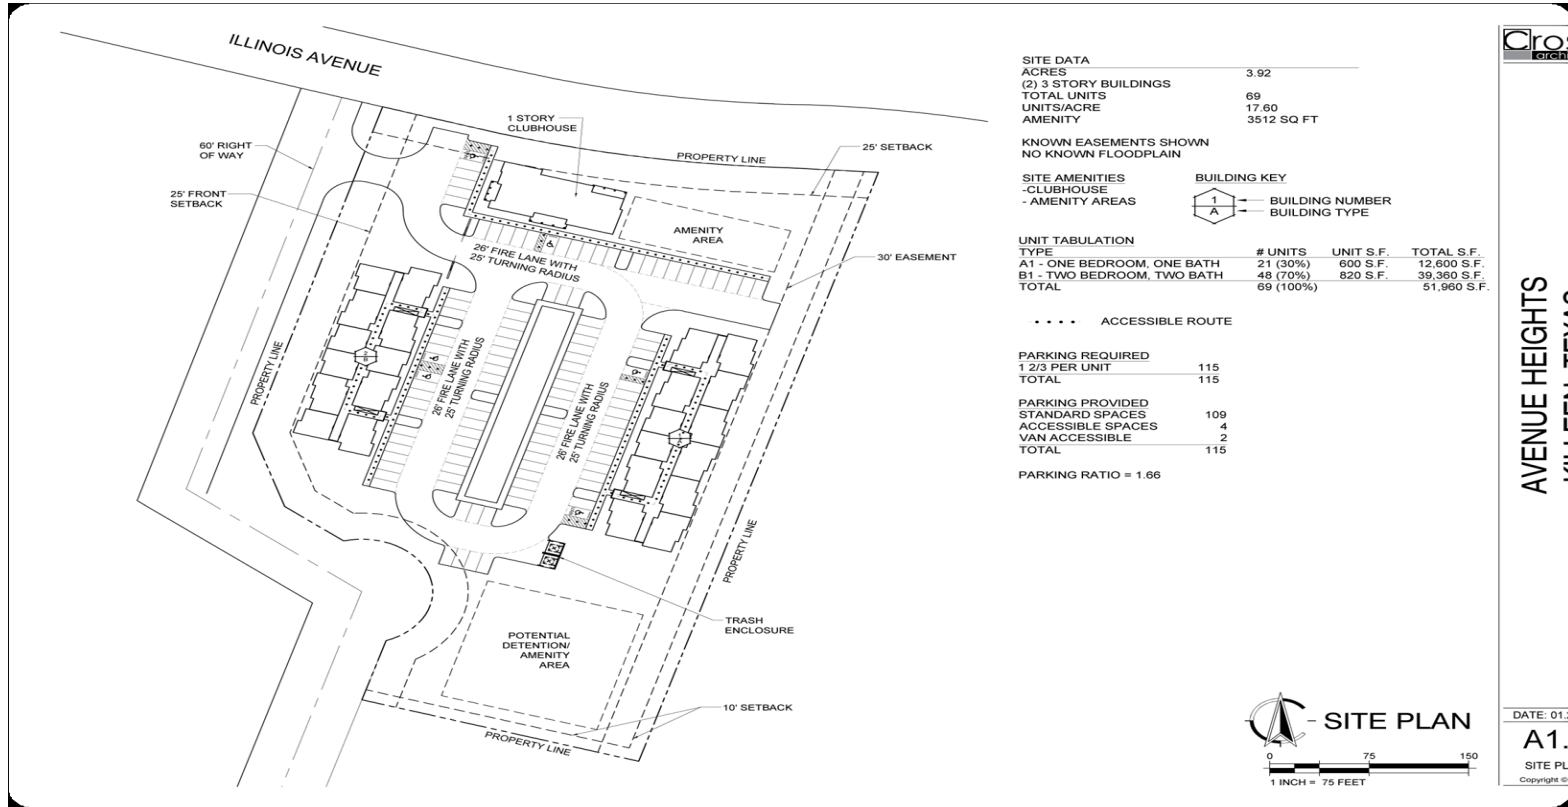 ILLINOIS AVENUE
1 STORY
CLUBHOUSE
60' RIGHT
OF WAY
25' FRONT
SETBACK
PROPERTY LINE
25' SETBACK
AMENITY
AREA
30' EASEMENT
26' FIRE LANE WITH
25' TURNING RADIUS
PROPERTY LINE
26' FIRE LANE WITH
25' TURNING RADIUS
26' FIRE LANE WITH
25' TURNING RADIUS
PROPERTY LINE
TRASH
ENCLOSURE
POTENTIAL
DETENTION/
AMENITY
AREA
10' SETBACK
PROPERTY LINE
SITE DATA
ACRES 3.92
(2) 3 STORY BUILDINGS
TOTAL UNITS 69
UNITS/ACRE 17.60
AMENITY 3512 SQ FT
KNOWN EASEMENTS SHOWN
NO KNOWN FLOODPLAIN
SITE AMENITIES
-CLUBHOUSE
- AMENITY AREAS
BUILDING KEY
1 BUILDING NUMBER
A BUILDING TYPE
UNIT TABULATION
TYPE # UNITS UNIT S.F. TOTAL S.F.
A1 - ONE BEDROOM, ONE BATH 21 (30%) 600 S.F. 12,600 S.F.
B1 - TWO BEDROOM, TWO BATH 48 (70%) 820 S.F. 39,360 S.F.
TOTAL 69 (100%) 51,960 S.F.
ACCESSIBLE ROUTE
PARKING REQUIRED
1 2/3 PER UNIT 115
TOTAL 115
PARKING PROVIDED
STANDARD SPACES 109
ACCESSIBLE SPACES 4
VAN ACCESSIBLE 2
TOTAL 115
PARKING RATIO = 1.66
SITE PLAN
0 75 150
1 INCH = 75 FEET
AVENUE HEIGHTS
DATE: 01.
A1.
SITE PL
Copyright ©